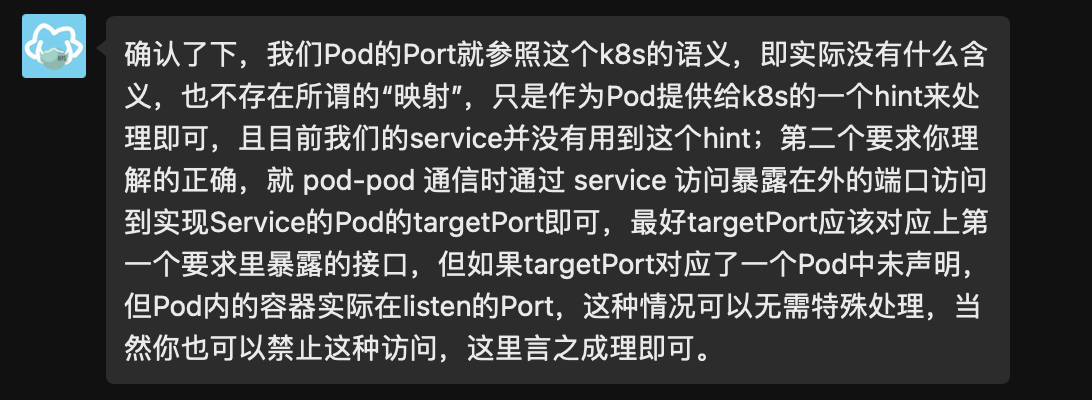 确认了下，我们Pod的Port就参照这个k8s的语义，即实际没有什么含
义，也不存在所谓的“映射”，只是作为Pod提供给k8s的一个hint来处
理即可，且目前我们的service并没有用到这个hint；第二个要求你理
解的正确，就 pod-pod 通信时通过 service 访问暴露在外的端口访问
到实现Service的Pod的targetPort即可，最好targetPort应该对应上第
一个要求里暴露的接口，但如果targetPort对应了一个Pod中未声明，
但Pod内的容器实际在listen的Port，这种情况可以无需特殊处理，当
然你也可以禁止这种访问，这里言之成理即可。